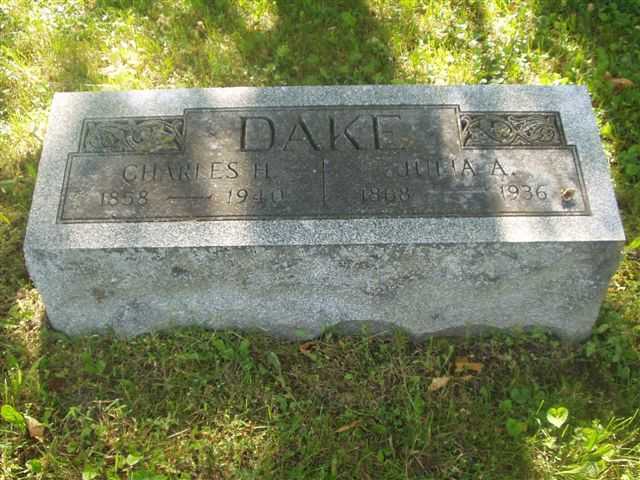 DAKE
CHARLES H. JULIA A.
1858 — 1940 1868 — 1936